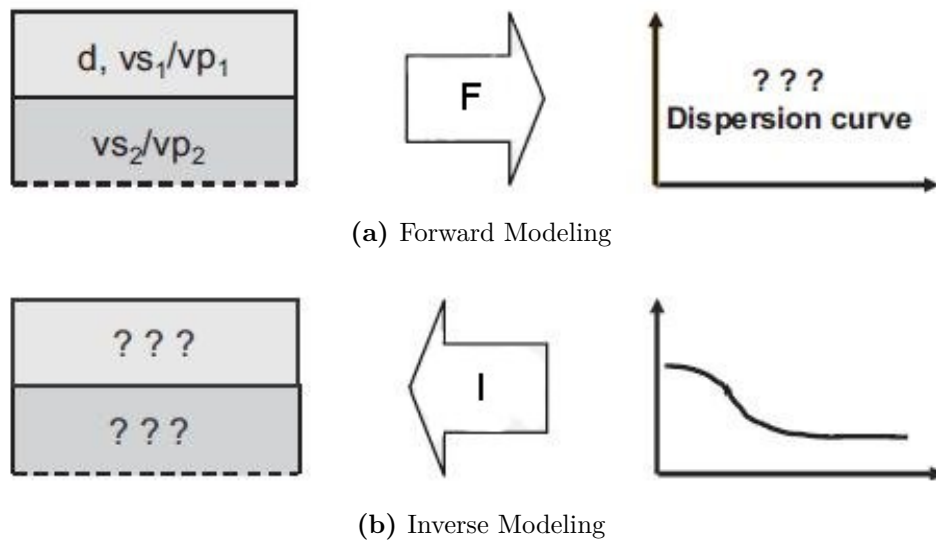 d, vs₁/vp₁
vs₂/vp₂
F
? ? ?
Dispersion curve
(a) Forward Modeling
? ? ?
? ? ?
I
(b) Inverse Modeling